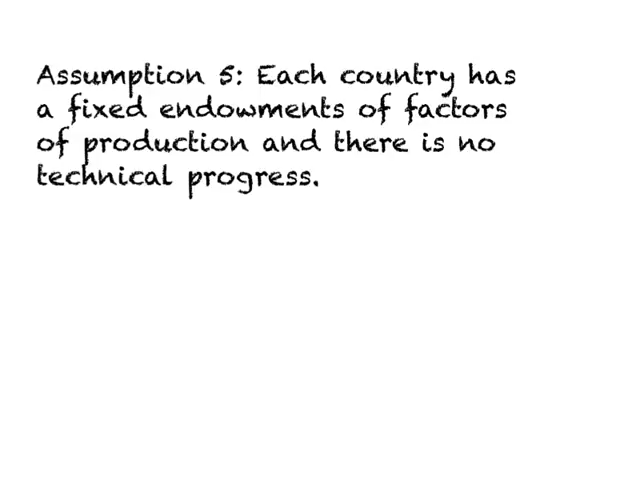 Assumption 5: Each country has
a fixed endowments of factors
of production and there is no
technical progress.